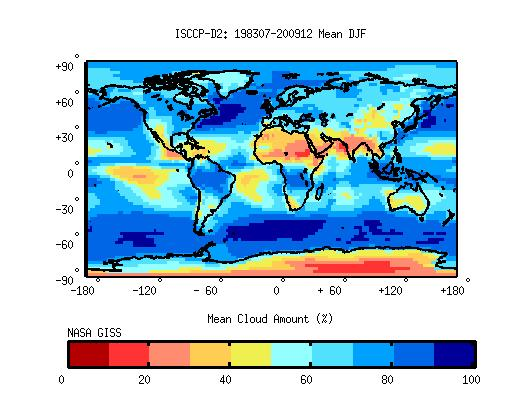 ISCCP-D2: 198307-200912 Mean DJF
+90°
+60°
+30°
0°
-30°
-60°
-90°
-180° -120° - 60° 0° + 60° +120° +180°
Mean Cloud Amount (%)
NASA GISS
0 20 40 60 80 100